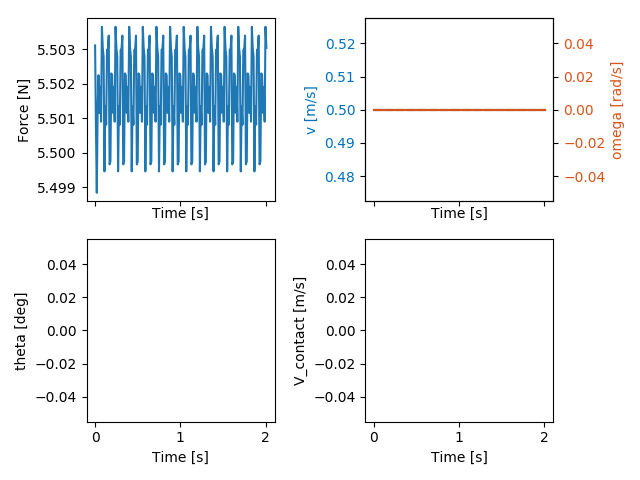 5.503
5.502
5.501
5.500
5.499
Force [N]
Time [s]
0.52
0.51
0.50
0.49
0.48
v [m/s]
0.04
0.02
0.00
−0.02
−0.04
omega [rad/s]
Time [s]
0.04
0.02
0.00
−0.02
−0.04
theta [deg]
0 1 2
Time [s]
0.04
0.02
0.00
−0.02
−0.04
V_contact [m/s]
0 1 2
Time [s]